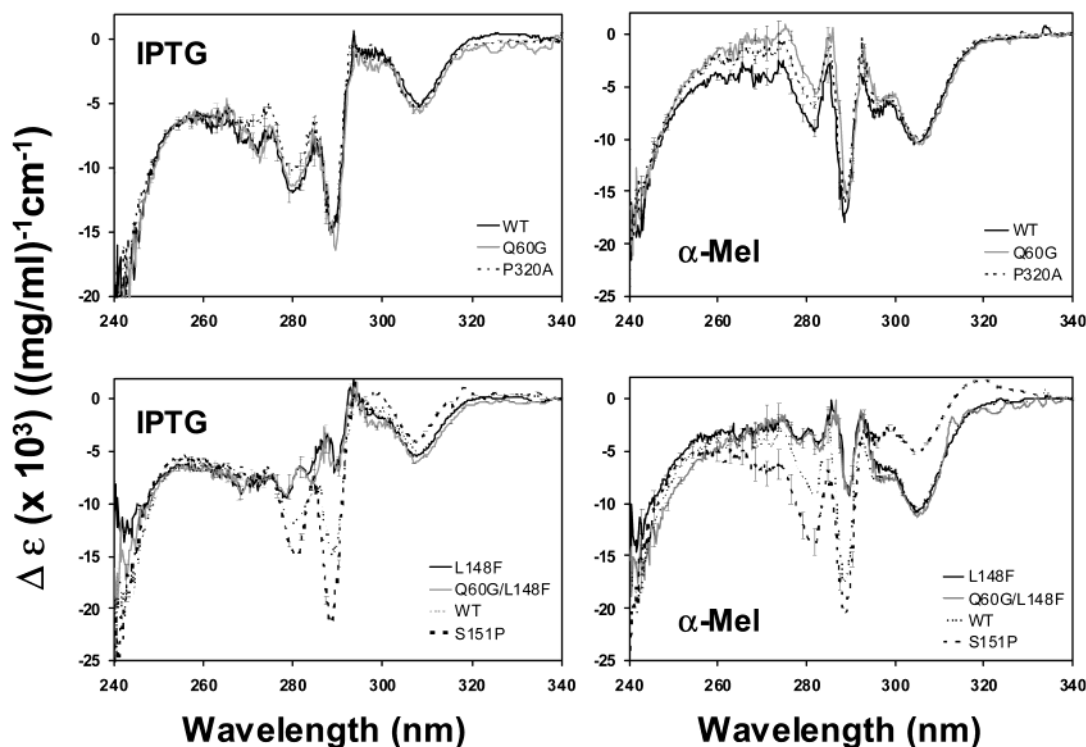 Δ ε (x 10³) ((mg/ml)⁻¹cm⁻¹
IPTG
0
-5
-10
-15
-20
WT
Q60G
P320A
240 260 280 300 320 340
α-Mel
0
-5
-10
-15
-20
-25
WT
Q60G
P320A
240 260 280 300 320 340
IPTG
0
-5
-10
-15
-20
-25
L148F
Q60G/L148F
WT
S151P
240 260 280 300 320 340
α-Mel
0
-5
-10
-15
-20
-25
L148F
Q60G/L148F
WT
S151P
240 260 280 300 320 340
Wavelength (nm) Wavelength (nm)